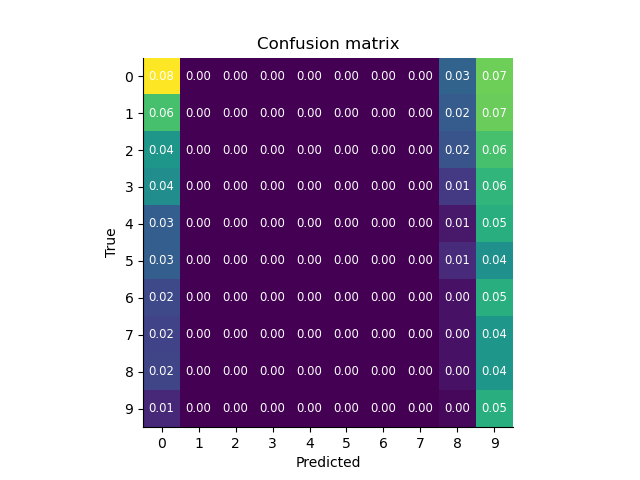 Confusion matrix
0 0.08 0.00 0.00 0.00 0.00 0.00 0.00 0.00 0.03 0.07
1 0.06 0.00 0.00 0.00 0.00 0.00 0.00 0.00 0.02 0.07
2 0.04 0.00 0.00 0.00 0.00 0.00 0.00 0.00 0.02 0.06
3 0.04 0.00 0.00 0.00 0.00 0.00 0.00 0.00 0.01 0.06
4 0.03 0.00 0.00 0.00 0.00 0.00 0.00 0.00 0.01 0.05
True
5 0.03 0.00 0.00 0.00 0.00 0.00 0.00 0.00 0.01 0.04
6 0.02 0.00 0.00 0.00 0.00 0.00 0.00 0.00 0.00 0.05
7 0.02 0.00 0.00 0.00 0.00 0.00 0.00 0.00 0.00 0.04
8 0.02 0.00 0.00 0.00 0.00 0.00 0.00 0.00 0.00 0.04
9 0.01 0.00 0.00 0.00 0.00 0.00 0.00 0.00 0.00 0.05
0 1 2 3 4 5 6 7 8 9
Predicted